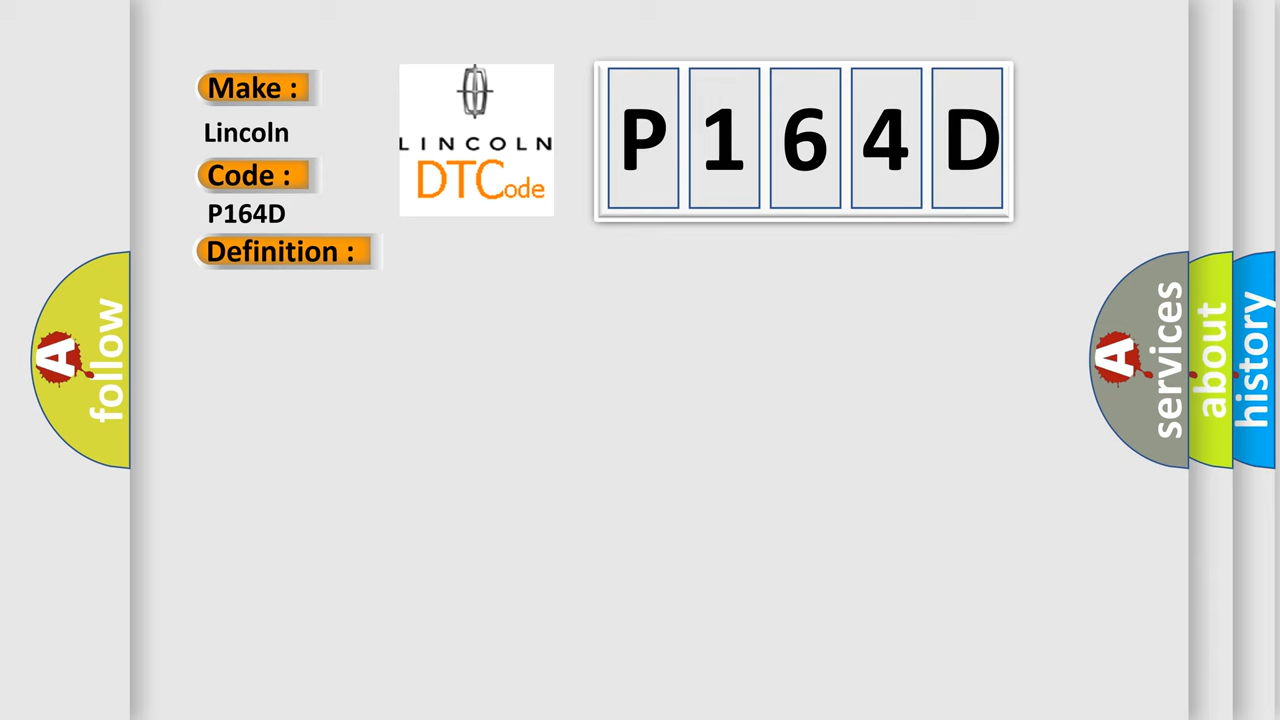 Make :
Lincoln
Code :
P164D
Definition :
LINCOLN
DTCode
P 1 6 4 D
A follow
A services
about
history